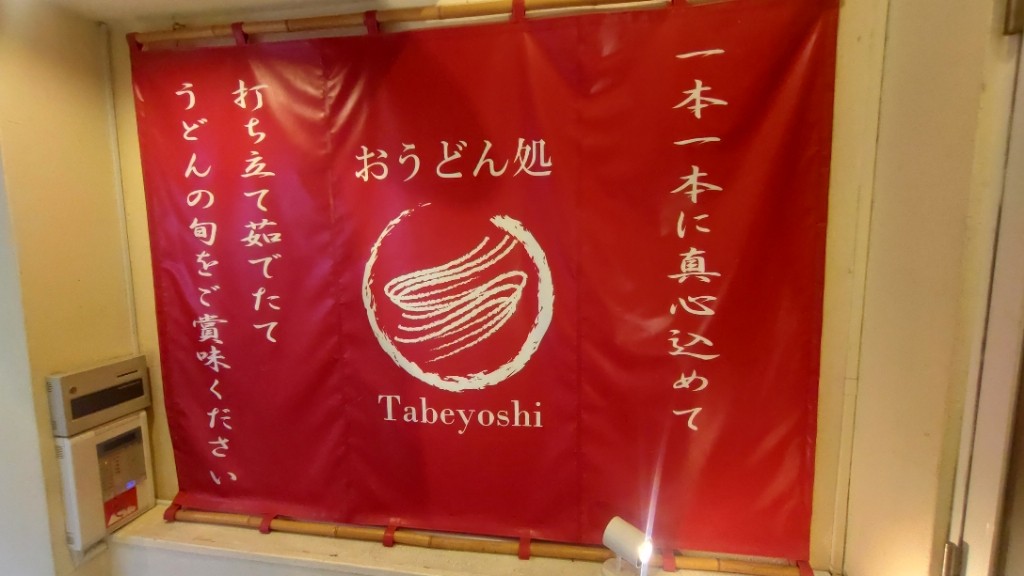 一本一本に真心込めて
おうどん処
Tabeyoshi
打ち立て茹でたて
うどんの旬をご賞味ください